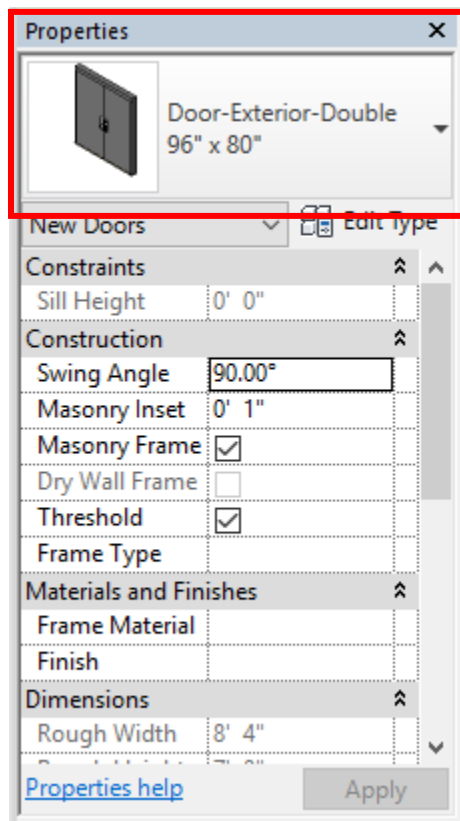 Properties
Door-Exterior-Double
96" x 80"
New Doors Edit Type
Constraints
Sill Height 0' 0"
Construction
Swing Angle 90.00°
Masonry Inset 0' 1"
Masonry Frame
Dry Wall Frame
Threshold
Frame Type
Materials and Finishes
Frame Material
Finish
Dimensions
Rough Width 8' 4"
Properties help Apply